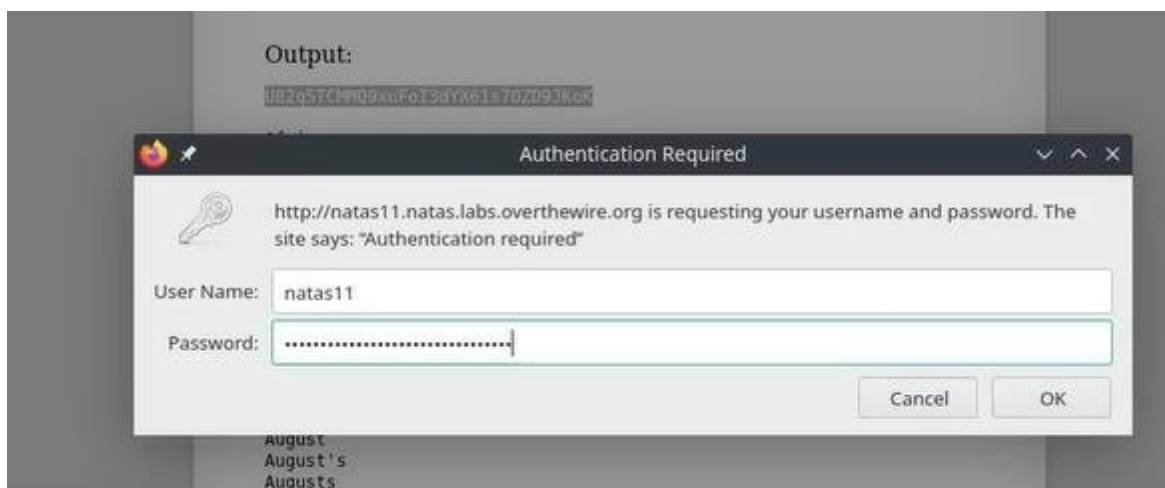 Output:
Authentication Required
http://natas11.natas.labs.overthewire.org is requesting your username and password. The
site says: "Authentication required"
User Name:
natas11
Password:
Cancel
OK
August
August's
Augusts